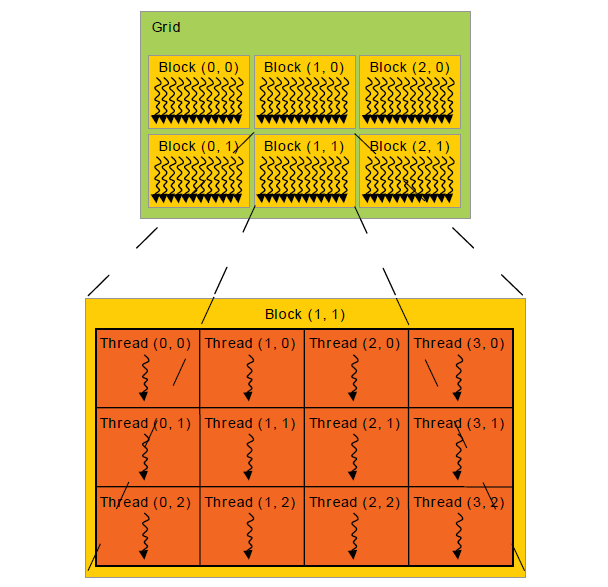 Grid
Block (0, 0) Block (1, 0) Block (2, 0)
Block (0, 1) Block (1, 1) Block (2, 1)
Block (1, 1)
Thread (0, 0) Thread (1, 0) Thread (2, 0) Thread (3, 0)
Thread (0, 1) Thread (1, 1) Thread (2, 1) Thread (3, 1)
Thread (0, 2) Thread (1, 2) Thread (2, 2) Thread (3, 2)